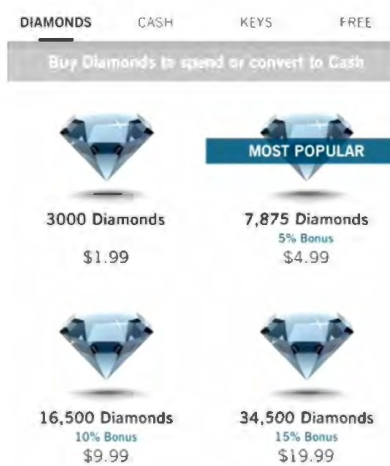 DIAMONDS CASH KEYS FREE
Buy Diamonds to spend or convert to Cash
MOST POPULAR
3000 Diamonds 7,875 Diamonds
5% Bonus
$1.99 $4.99
16,500 Diamonds 34,500 Diamonds
10% Bonus 15% Bonus
$9.99 $19.99